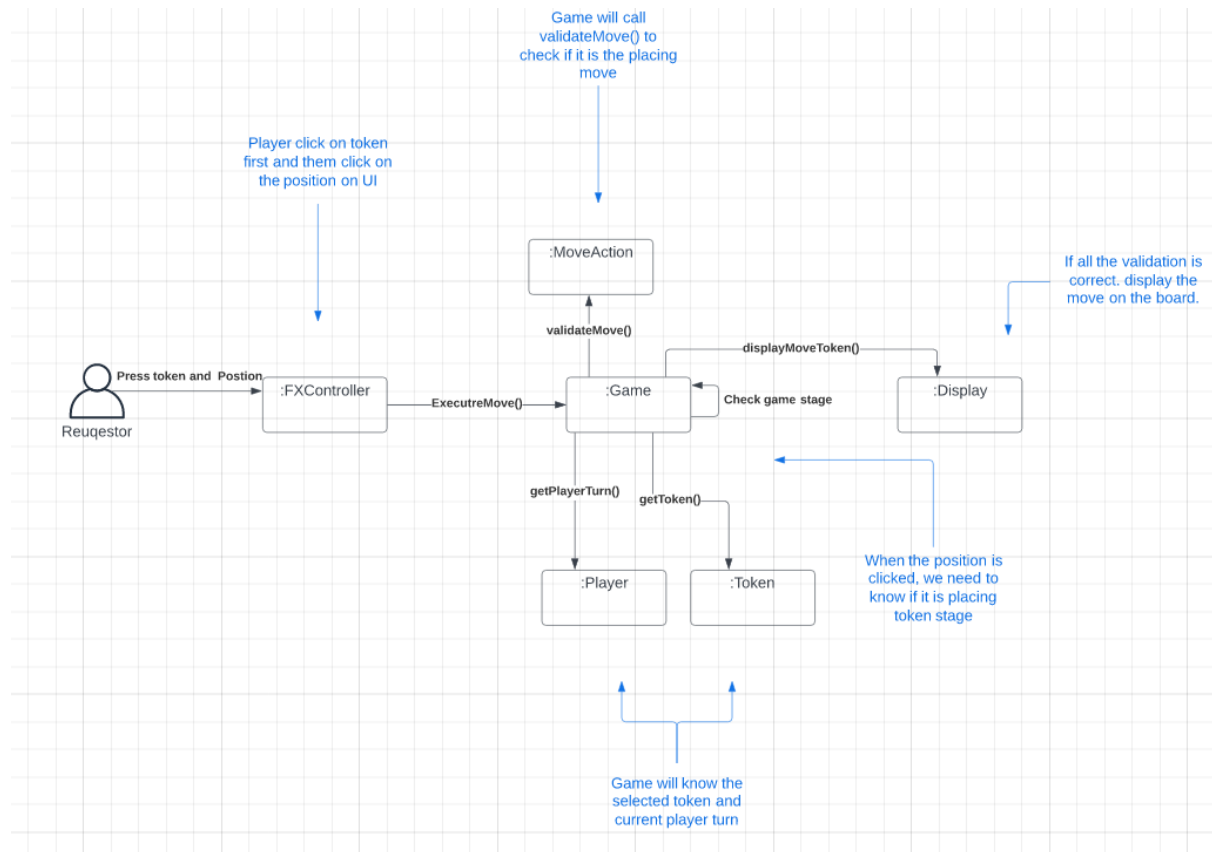 Game will call
validateMove() to
check if it is the placing
move
Player click on token
first and them click on
the position on UI
:MoveAction
If all the validation is
correct. display the
move on the board.
validateMove()
displayMoveToken()
Press token and Postion
:FXController
:Game
:Display
ExecutreMove()
Check game stage
Reuqestor
getPlayerTurn()
getToken()
When the position is
clicked, we need to
know if it is placing
token stage
:Player
:Token
Game will know the
selected token and
current player turn